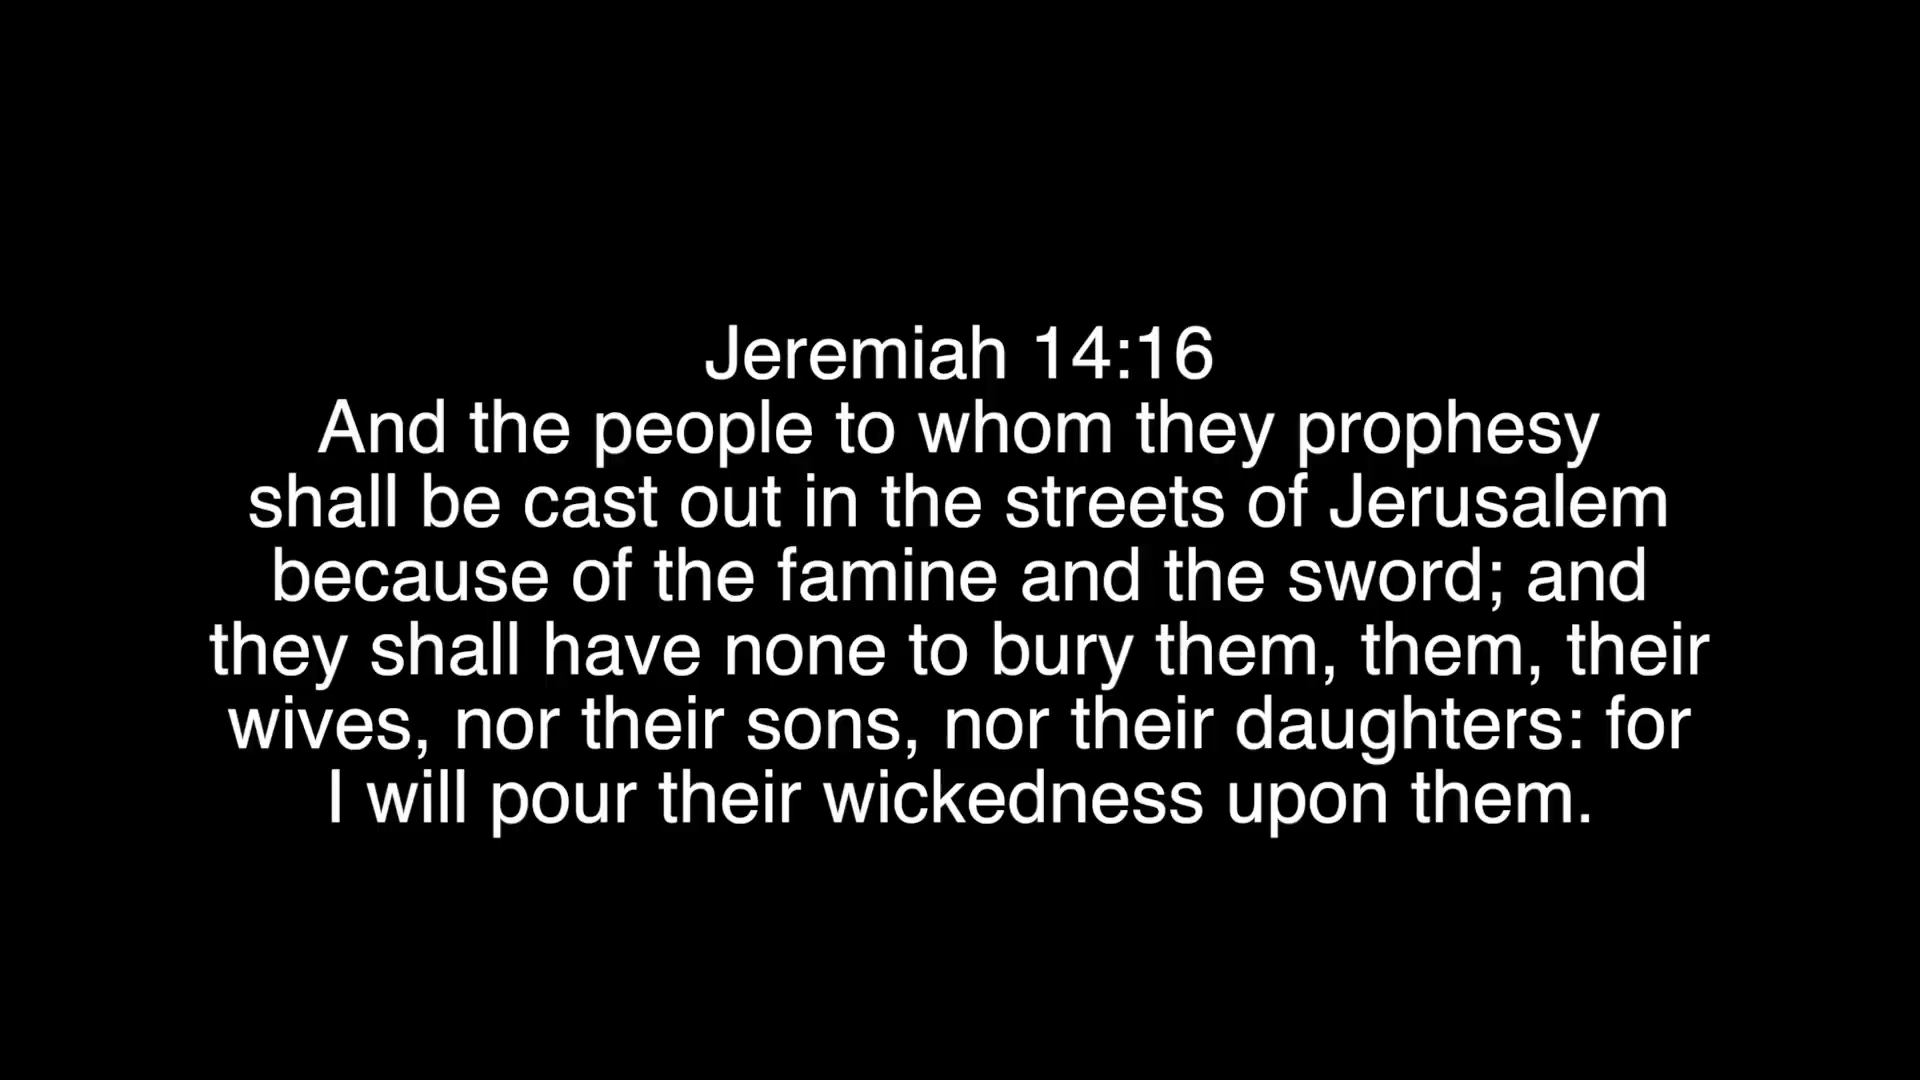 Jeremiah 14:16
And the people to whom they prophesy
shall be cast out in the streets of Jerusalem
because of the famine and the sword; and
they shall have none to bury them, them, their
wives, nor their sons, nor their daughters: for
I will pour their wickedness upon them.